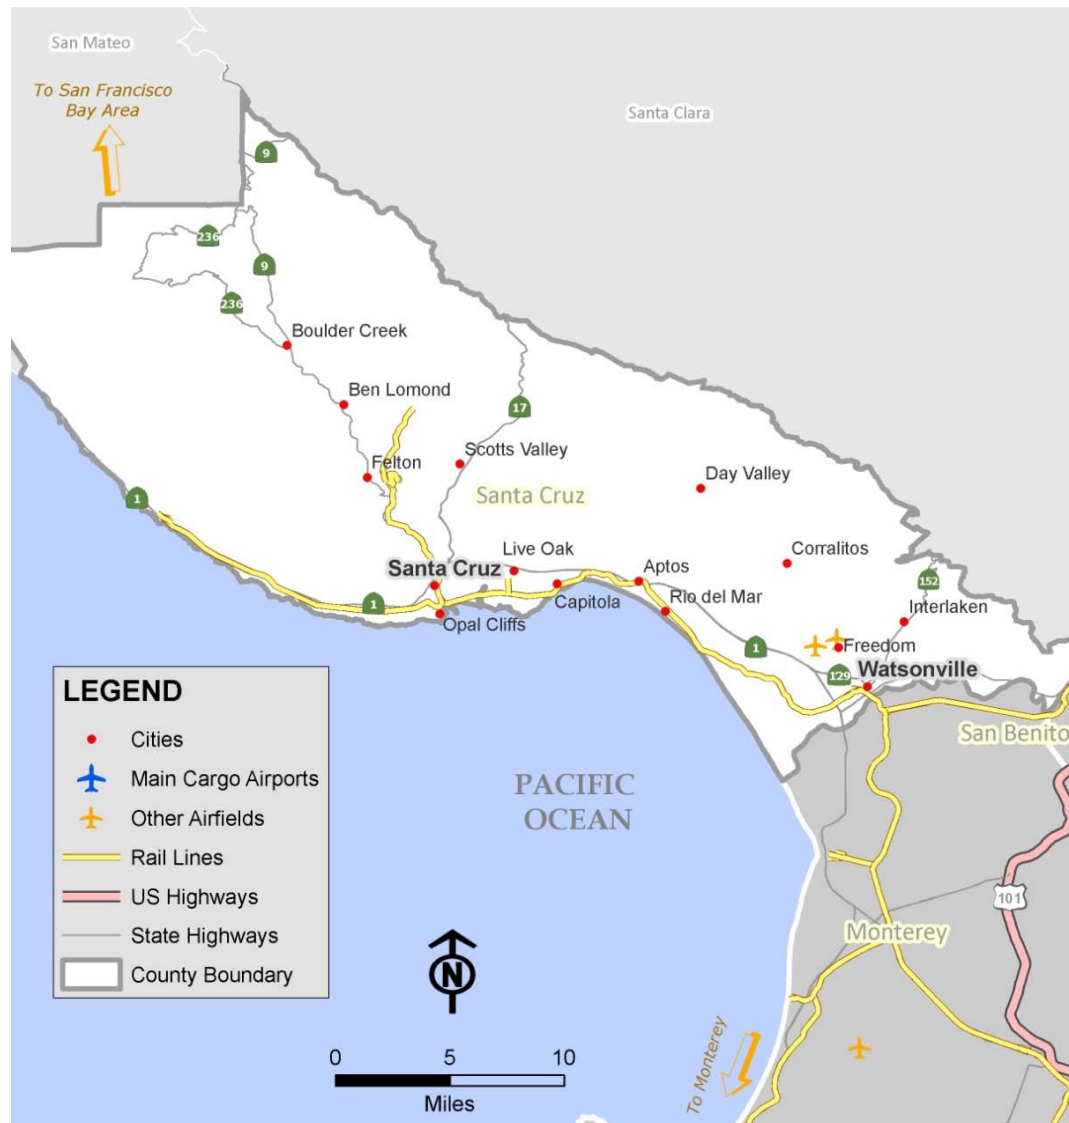 San Mateo
To San Francisco
Bay Area
Santa Clara
9
236
9
236
Boulder Creek
Ben Lomond
17
Scotts Valley
Felton
Day Valley
Santa Cruz
1
Live Oak
Corralitos
Santa Cruz
Aptos
152
Capitola
Rio del Mar
Interlaken
1
Opal Cliffs
1
Freedom
129
Watsonville
San Benito
LEGEND
Cities
Main Cargo Airports
Other Airfields
Rail Lines
US Highways
State Highways
County Boundary
PACIFIC
OCEAN
101
Monterey
N
0 5 10
Miles
To Monterey